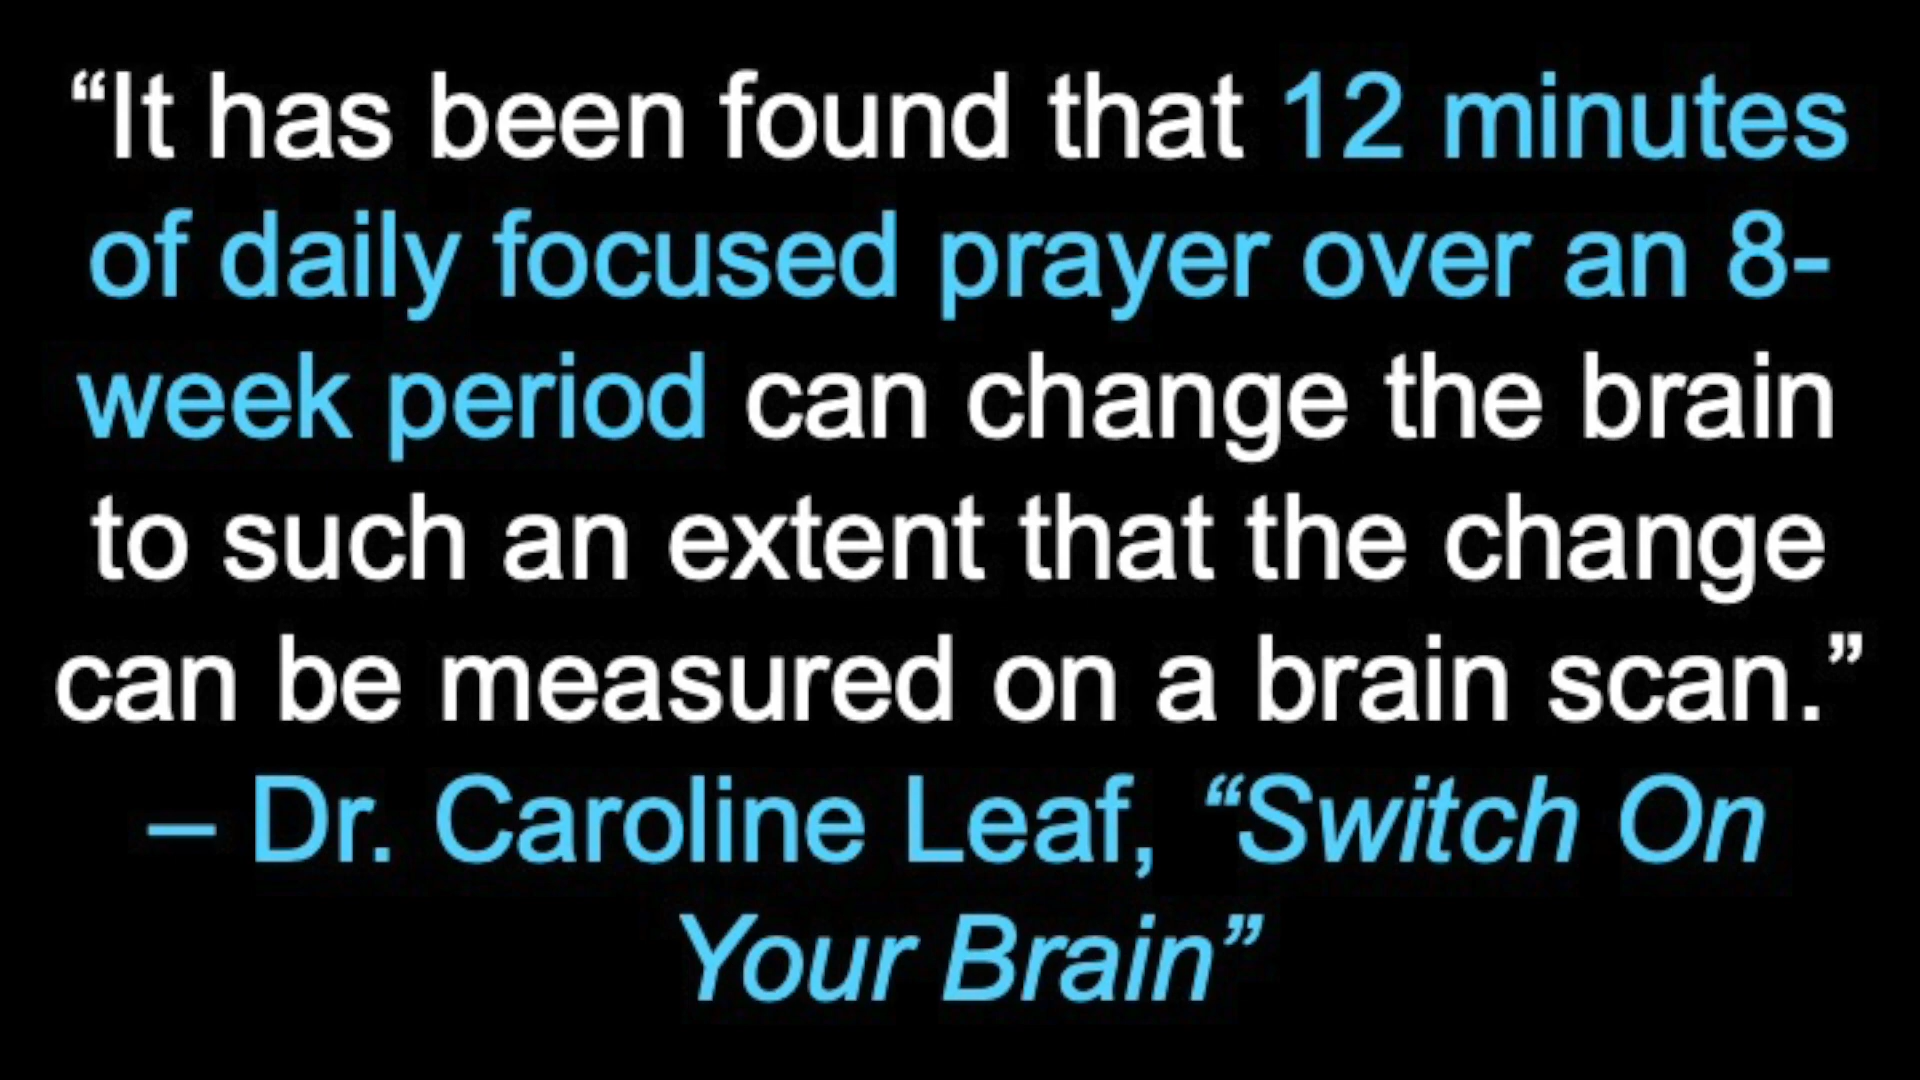 “It has been found that 12 minutes
of daily focused prayer over an 8-
week period can change the brain
to such an extent that the change
can be measured on a brain scan.”
– Dr. Caroline Leaf, “Switch On
Your Brain”